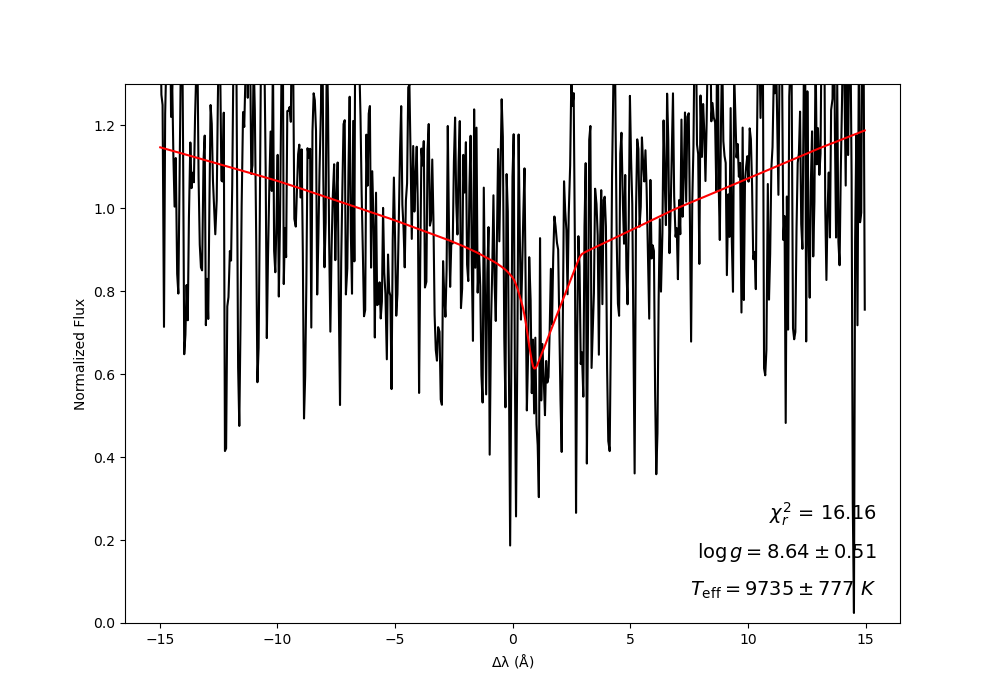 1.2
1.0
0.8
0.6
0.4
0.2
0.0
Normalized Flux
χ²ᵣ = 16.16
log g = 8.64 ± 0.51
T_eff = 9735 ± 777 K
−15 −10 −5 0 5 10 15
Δλ (Å)